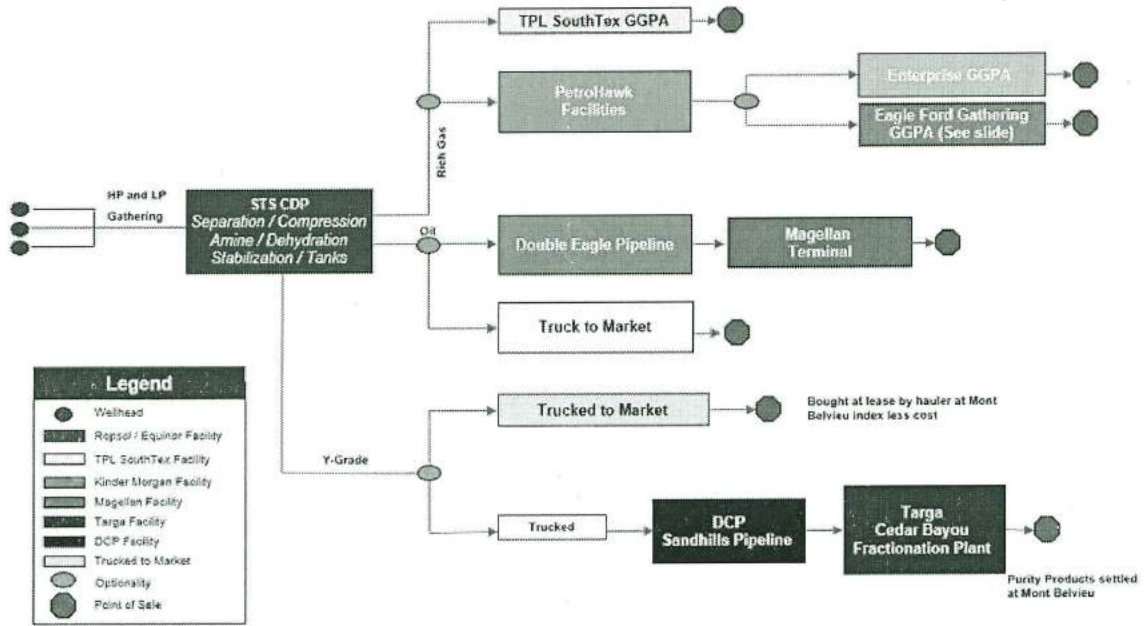 TPL SouthTex GGPA
PetroHawk
Facilities
Enterprise GGPA
Eagle Ford Gathering
GGPA (See slide)
Rich Gas
HP and LP
Gathering
STS CDP
Separation / Compression
Amine / Dehydration
Stabilization / Tanks
Oil
Double Eagle Pipeline
Magellan
Terminal
Truck to Market
Legend
Wellhead
Repsol / Equinor Facility
TPL SouthTex Facility
Kinder Morgan Facility
Magellan Facility
Targa Facility
DCP Facility
Trucked to Market
Optionality
Point of Sale
Y-Grade
Trucked to Market
Bought at lease by hauler at Mont
Belvieu index less cost
Trucked
DCP
Sandhills Pipeline
Targa
Cedar Bayou
Fractionation Plant
Purity Products settled
at Mont Belvieu